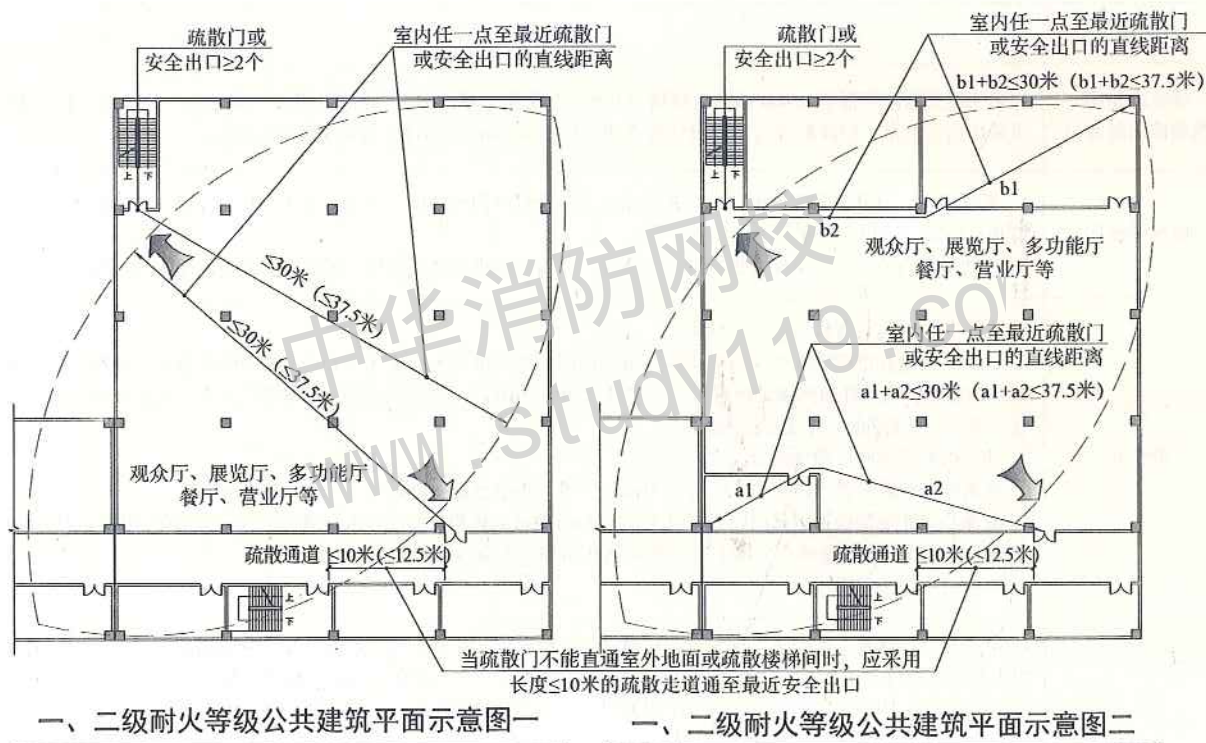 疏散门或
安全出口≥2个
室内任一点至最近疏散门
或安全出口的直线距离
上 下
≤30米（≤37.5米）
≤30米（≤37.5米）
观众厅、展览厅、多功能厅
餐厅、营业厅等
疏散通道 ≤10米(≤12.5米)
上
下
疏散门或
安全出口≥2个
室内任一点至最近疏散门
或安全出口的直线距离
b1+b2≤30米（b1+b2≤37.5米）
上 下
b1
b2
观众厅、展览厅、多功能厅
餐厅、营业厅等
室内任一点至最近疏散门
或安全出口的直线距离
a1+a2≤30米（a1+a2≤37.5米）
a1
a2
疏散通道 ≤10米(≤12.5米)
上
下
当疏散门不能直通室外地面或疏散楼梯间时，应采用
长度≤10米的疏散走道通至最近安全出口
一、二级耐火等级公共建筑平面示意图一
一、二级耐火等级公共建筑平面示意图二
中华消防网校
www.study119.co